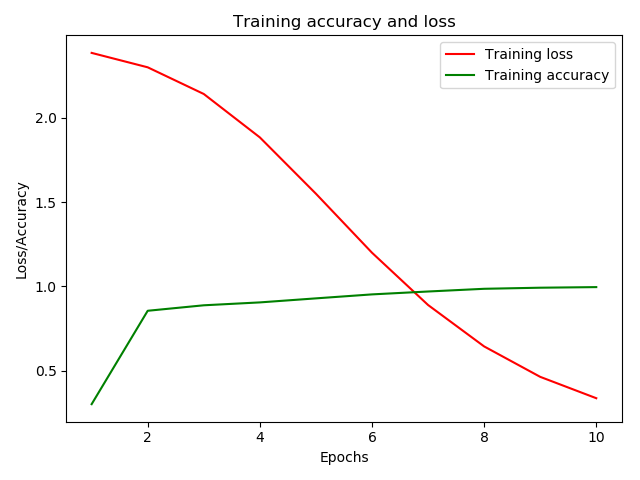 Training accuracy and loss
Training loss
Training accuracy
2.0
1.5
1.0
0.5
Loss/Accuracy
2 4 6 8 10
Epochs